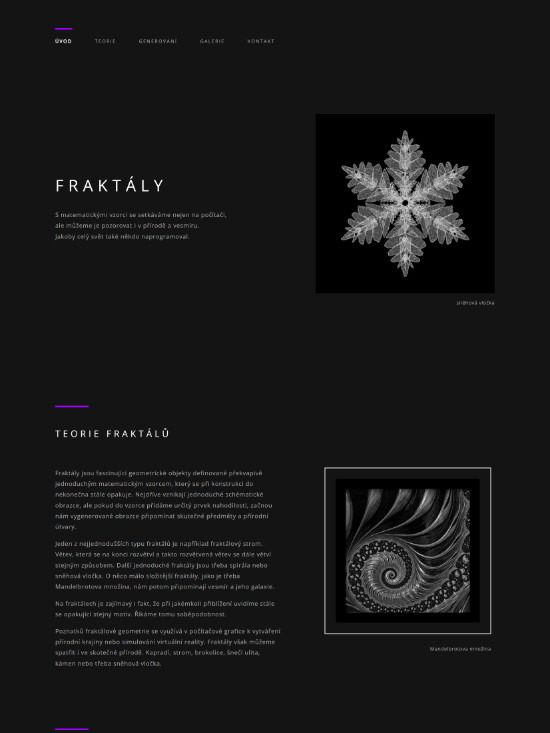 ÚVOD TEORIE GENEROVÁNÍ GALERIE KONTAKT
FRAKTÁLY
S matematickými vzorci se setkáváme nejen na počítači,
ale můžeme je pozorovat i v přírodě a vesmíru.
Jakoby celý svět také někdo naprogramoval.
sněhová vločka
TEORIE FRAKTÁLŮ
Fraktály jsou fascinující geometrické objekty definované překvapivě
jednoduchým matematickým vzorcem, který se při konstrukci do
nekonečna stále opakuje. Nejdříve vznikají jednoduché schématické
obrazce, ale pokud do vzorce přidáme určitý prvek nahodilosti, začnou
nám vygenerované obrazce připomínat skutečné předměty a přírodní
útvary.
Jeden z nejjednodušších typu fraktálů je například fraktálový strom.
Větev, která se na konci rozvětví a takto rozvětvená větev se dále větví
stejným způsobem. Další jednoduché fraktály jsou třeba spirála nebo
sněhová vločka. O něco málo složitější fraktály, jako je třeba
Mandelbrotova množina, nám potom připomínají vesmír a jeho galaxie.
Na fraktálech je zajímavý i fakt, že při jakémkoli přiblížení uvidíme stále
se opakující stejný motiv. Říkáme tomu soběpodobnost.
Poznatků fraktálové geometrie se využívá v počítačové grafice k vytváření
přírodní krajiny nebo simulování virtuální reality. Fraktály však můžeme
spatřit i ve skutečné přírodě. Kapradí, strom, brokolice, šnečí ulita,
kámen nebo třeba sněhová vločka.
Mandelbrotova množina